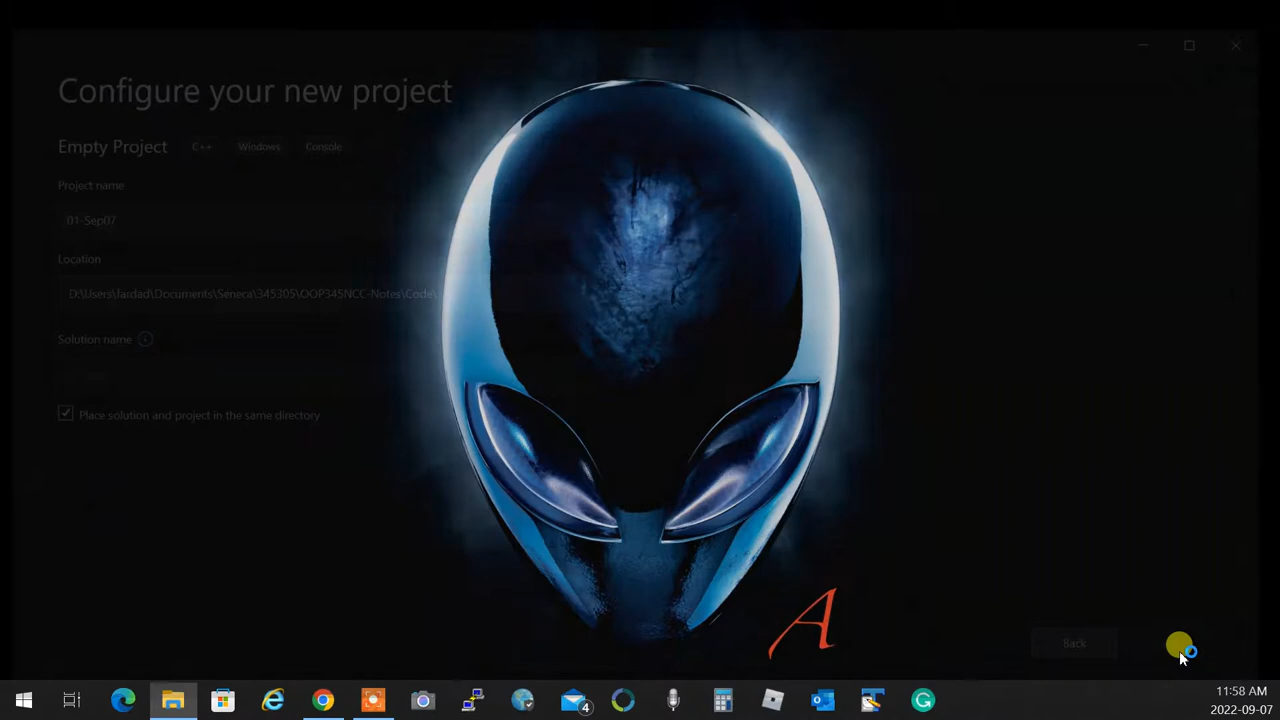 Configure your new project
Empty Project C++ Windows Console
Project name
01-Sep07
Location
D:\Users\fardad\Documents\Seneca\345305\OOP345NCC-Notes\Code\
Solution name
Place solution and project in the same directory
A
Back
4
11:58 AM
2022-09-07